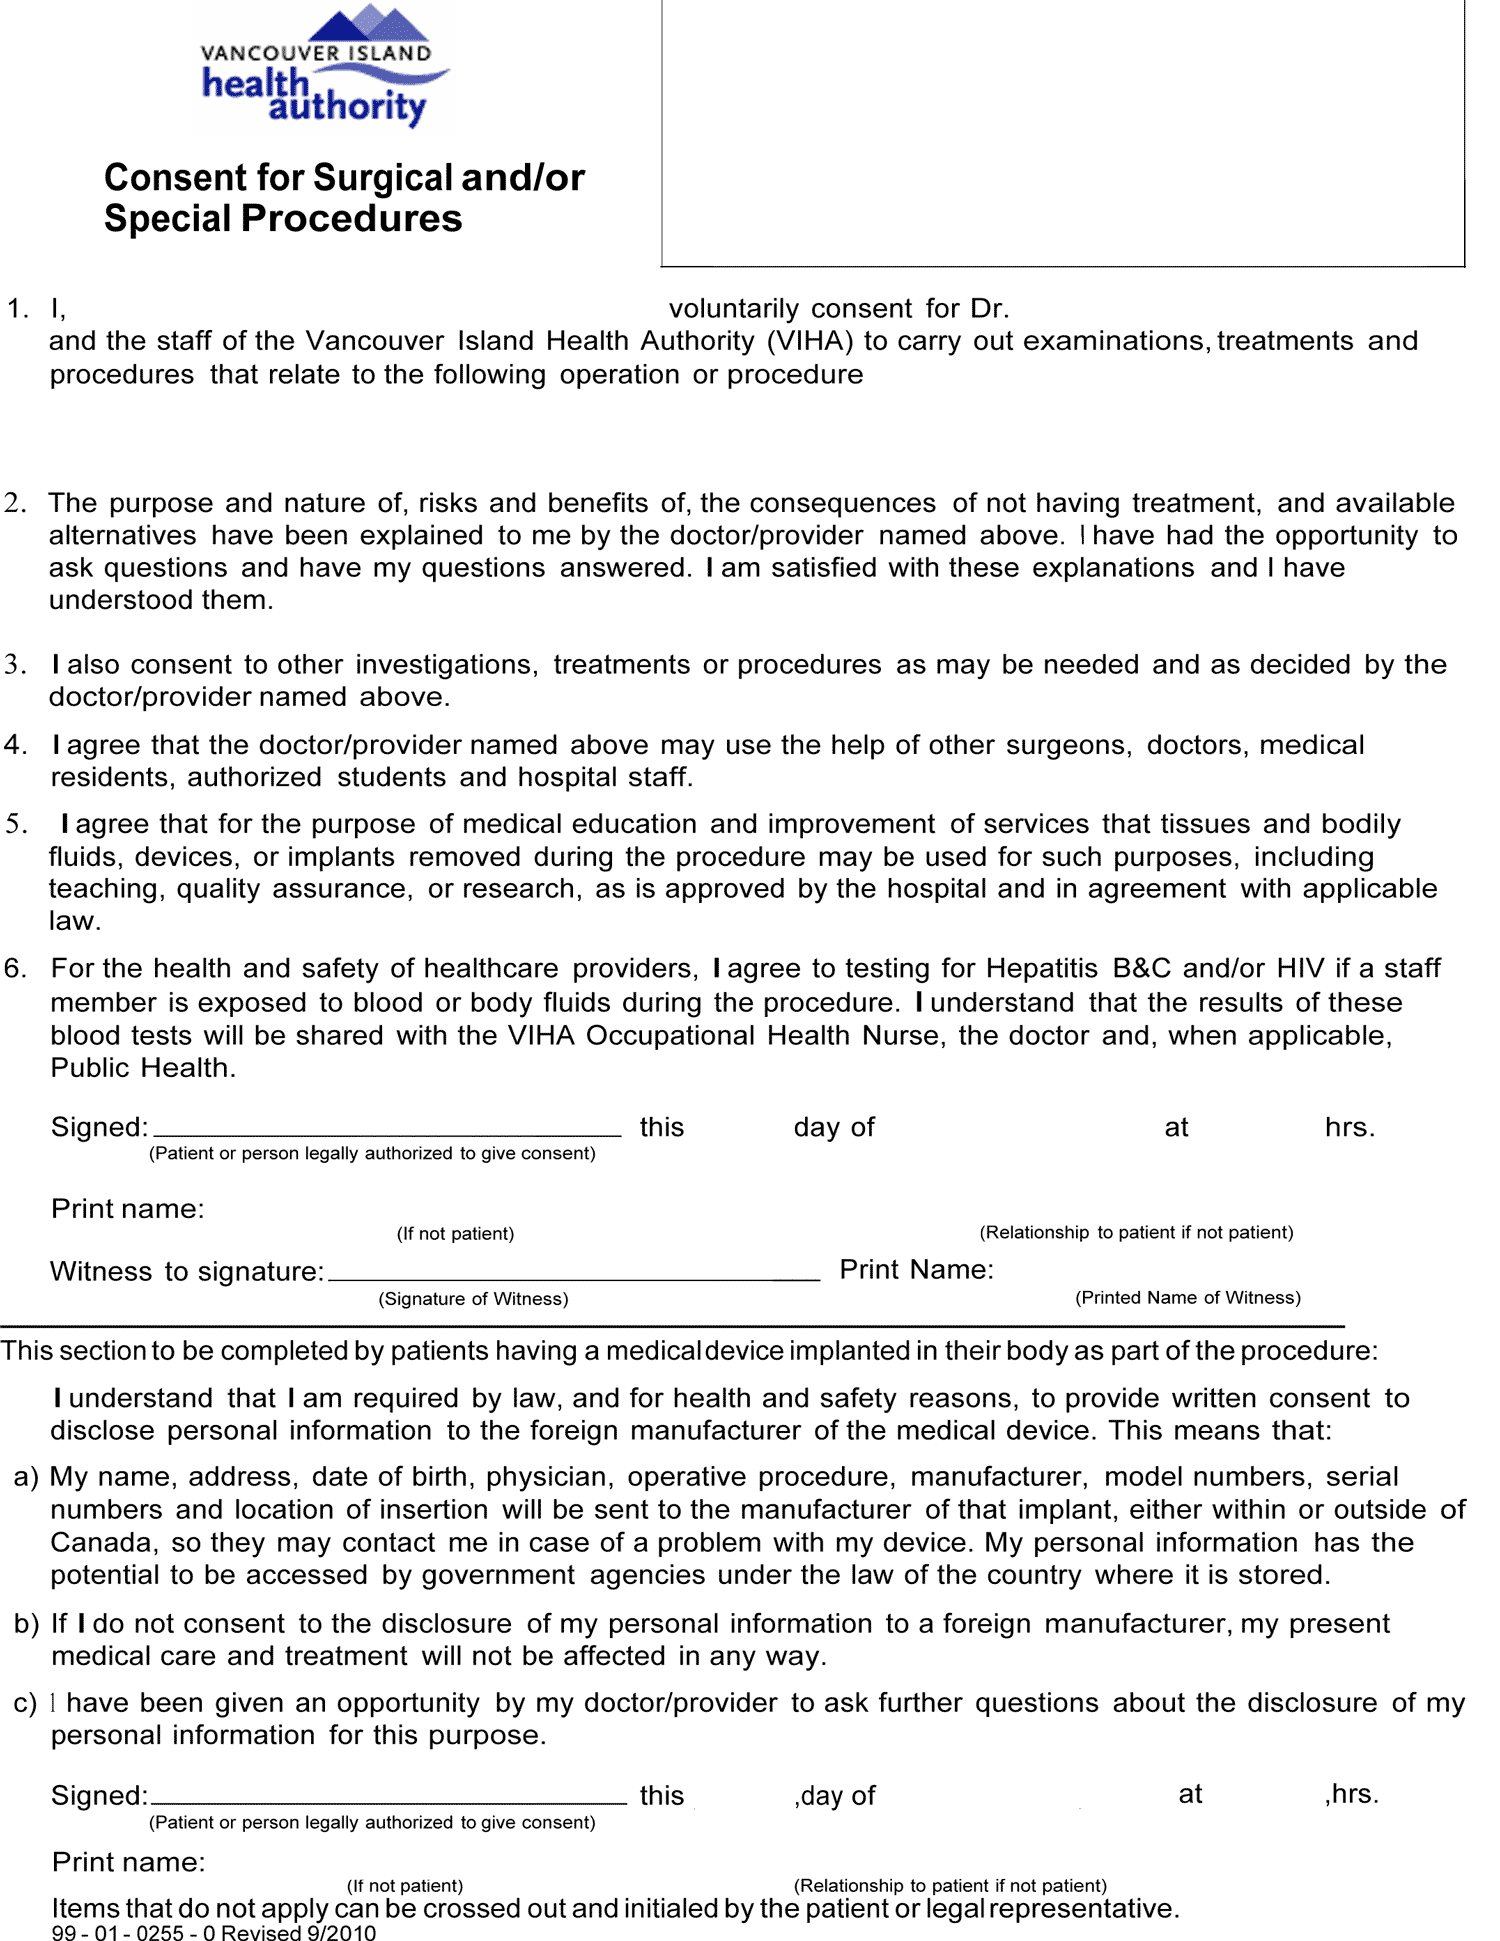 VANCOUVER ISLAND
health
authority
Consent for Surgical and/or
Special Procedures
1. I, voluntarily consent for Dr.
and the staff of the Vancouver Island Health Authority (VIHA) to carry out examinations, treatments and
procedures that relate to the following operation or procedure
2. The purpose and nature of, risks and benefits of, the consequences of not having treatment, and available
alternatives have been explained to me by the doctor/provider named above. I have had the opportunity to
ask questions and have my questions answered. I am satisfied with these explanations and I have
understood them.
3. I also consent to other investigations, treatments or procedures as may be needed and as decided by the
doctor/provider named above.
4. I agree that the doctor/provider named above may use the help of other surgeons, doctors, medical
residents, authorized students and hospital staff.
5. I agree that for the purpose of medical education and improvement of services that tissues and bodily
fluids, devices, or implants removed during the procedure may be used for such purposes, including
teaching, quality assurance, or research, as is approved by the hospital and in agreement with applicable
law.
6. For the health and safety of healthcare providers, I agree to testing for Hepatitis B&C and/or HIV if a staff
member is exposed to blood or body fluids during the procedure. I understand that the results of these
blood tests will be shared with the VIHA Occupational Health Nurse, the doctor and, when applicable,
Public Health.
Signed: this day of at hrs.
(Patient or person legally authorized to give consent)
Print name:
(If not patient) (Relationship to patient if not patient)
Witness to signature: Print Name:
(Signature of Witness) (Printed Name of Witness)
This section to be completed by patients having a medical device implanted in their body as part of the procedure:
I understand that I am required by law, and for health and safety reasons, to provide written consent to
disclose personal information to the foreign manufacturer of the medical device. This means that:
a) My name, address, date of birth, physician, operative procedure, manufacturer, model numbers, serial
numbers and location of insertion will be sent to the manufacturer of that implant, either within or outside of
Canada, so they may contact me in case of a problem with my device. My personal information has the
potential to be accessed by government agencies under the law of the country where it is stored.
b) If I do not consent to the disclosure of my personal information to a foreign manufacturer, my present
medical care and treatment will not be affected in any way.
c) I have been given an opportunity by my doctor/provider to ask further questions about the disclosure of my
personal information for this purpose.
Signed: this ,day of at ,hrs.
(Patient or person legally authorized to give consent)
Print name:
(If not patient) (Relationship to patient if not patient)
Items that do not apply can be crossed out and initialed by the patient or legal representative.
99 - 01 - 0255 - 0 Revised 9/2010